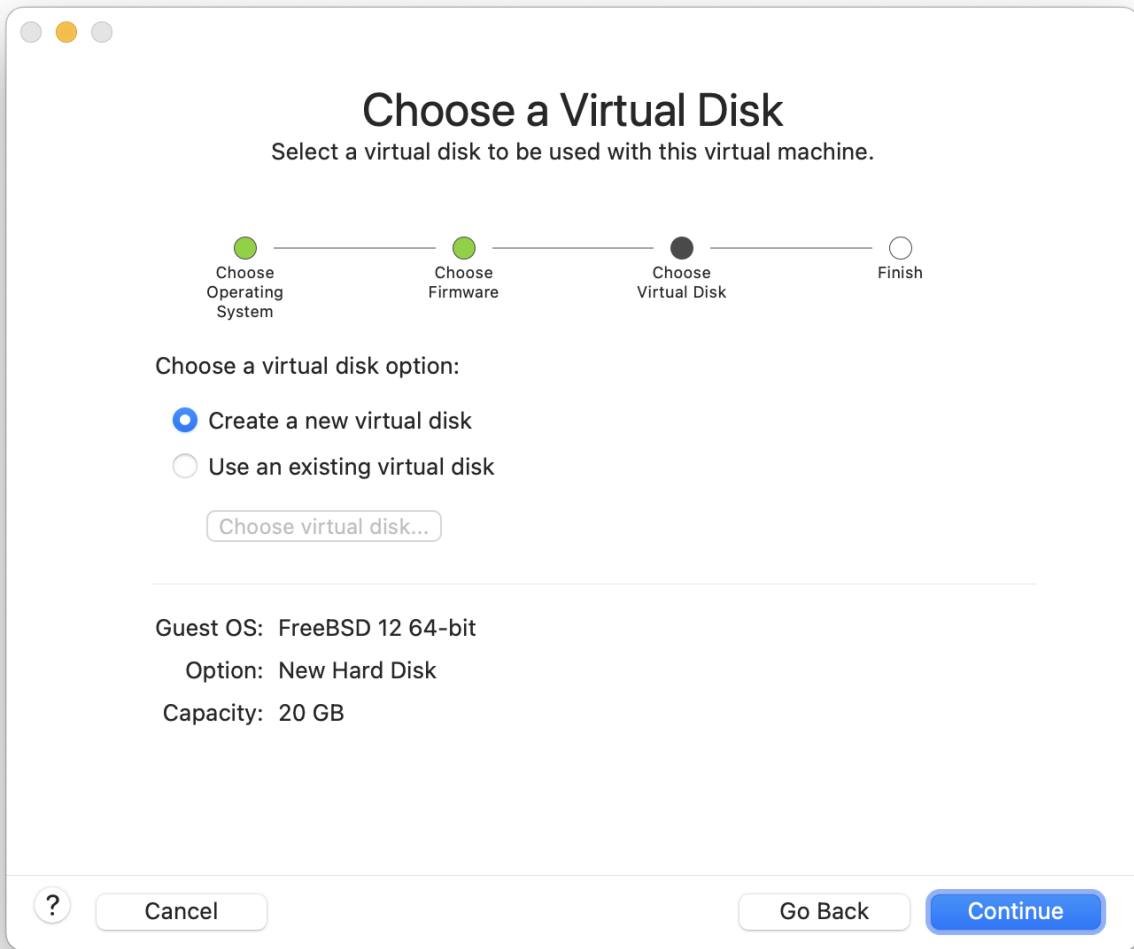 Choose a Virtual Disk
Select a virtual disk to be used with this virtual machine.
Choose
Operating
System
Choose
Firmware
Choose
Virtual Disk
Finish
Choose a virtual disk option:
Create a new virtual disk
Use an existing virtual disk
Choose virtual disk...
Guest OS: FreeBSD 12 64-bit
Option: New Hard Disk
Capacity: 20 GB
? Cancel Go Back Continue